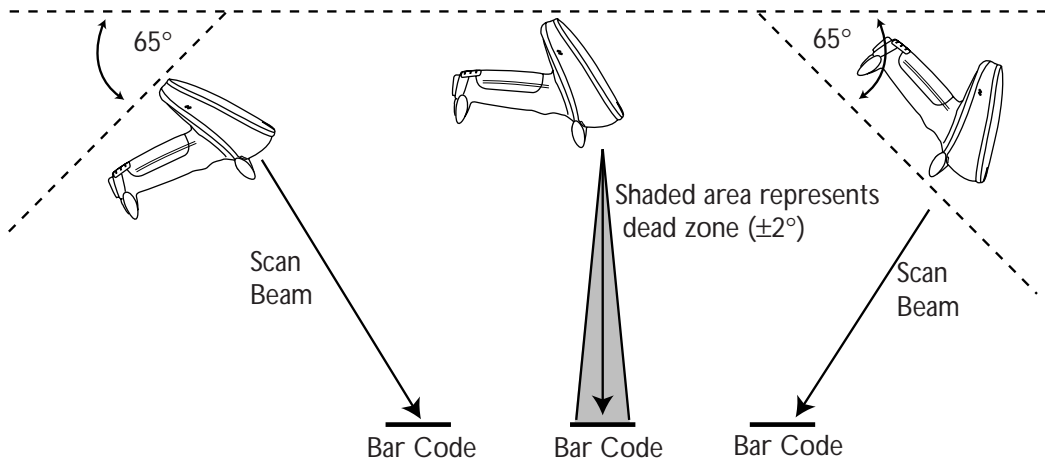 65°
65°
Shaded area represents
dead zone (±2°)
Scan
Beam
Scan
Beam
Bar Code
Bar Code
Bar Code